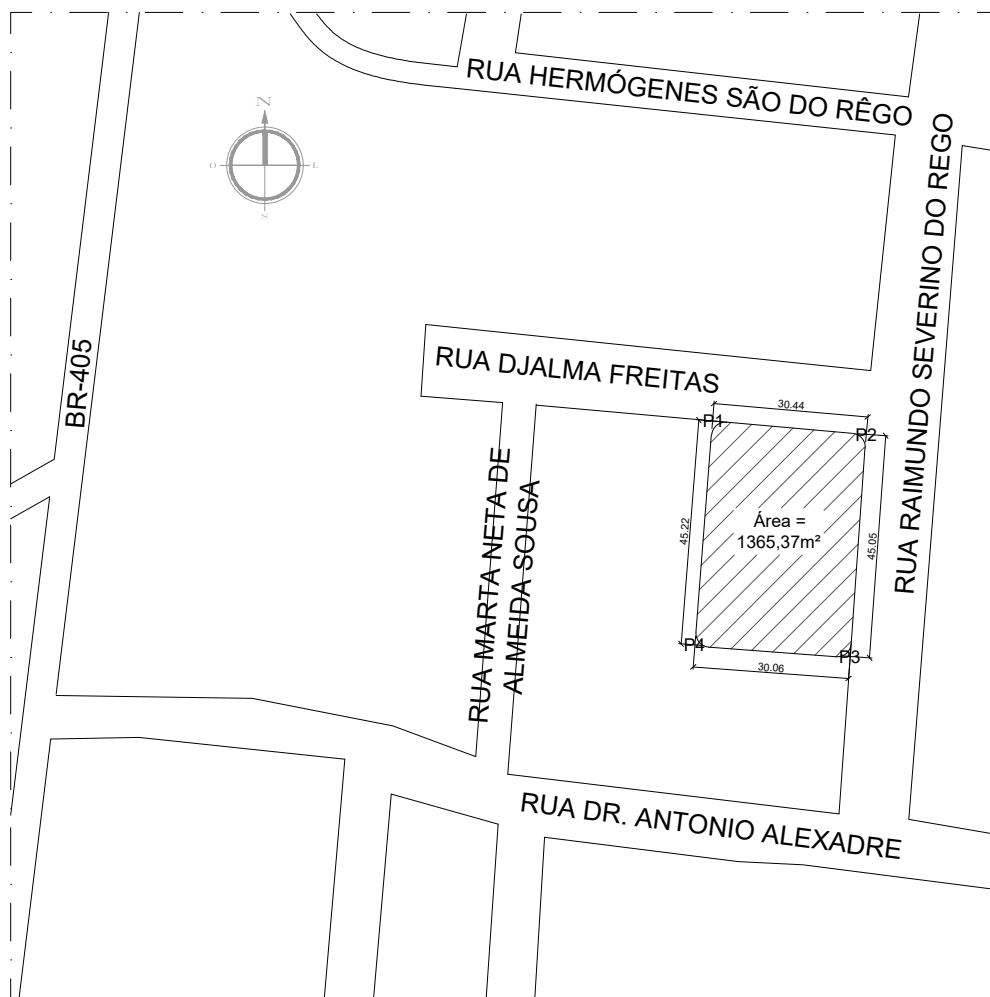 RUA HERMÓGENES SÃO DO RÊGO
N
O
L
S
RUA RAIMUNDO SEVERINO DO REGO
BR-405
RUA DJALMA FREITAS
30.44
P1
P2
RUA MARTA NETA DE
ALMEIDA SOUSA
45.22
Área =
1365,37m²
45.05
P4
P3
30.06
RUA DR. ANTONIO ALEXADRE